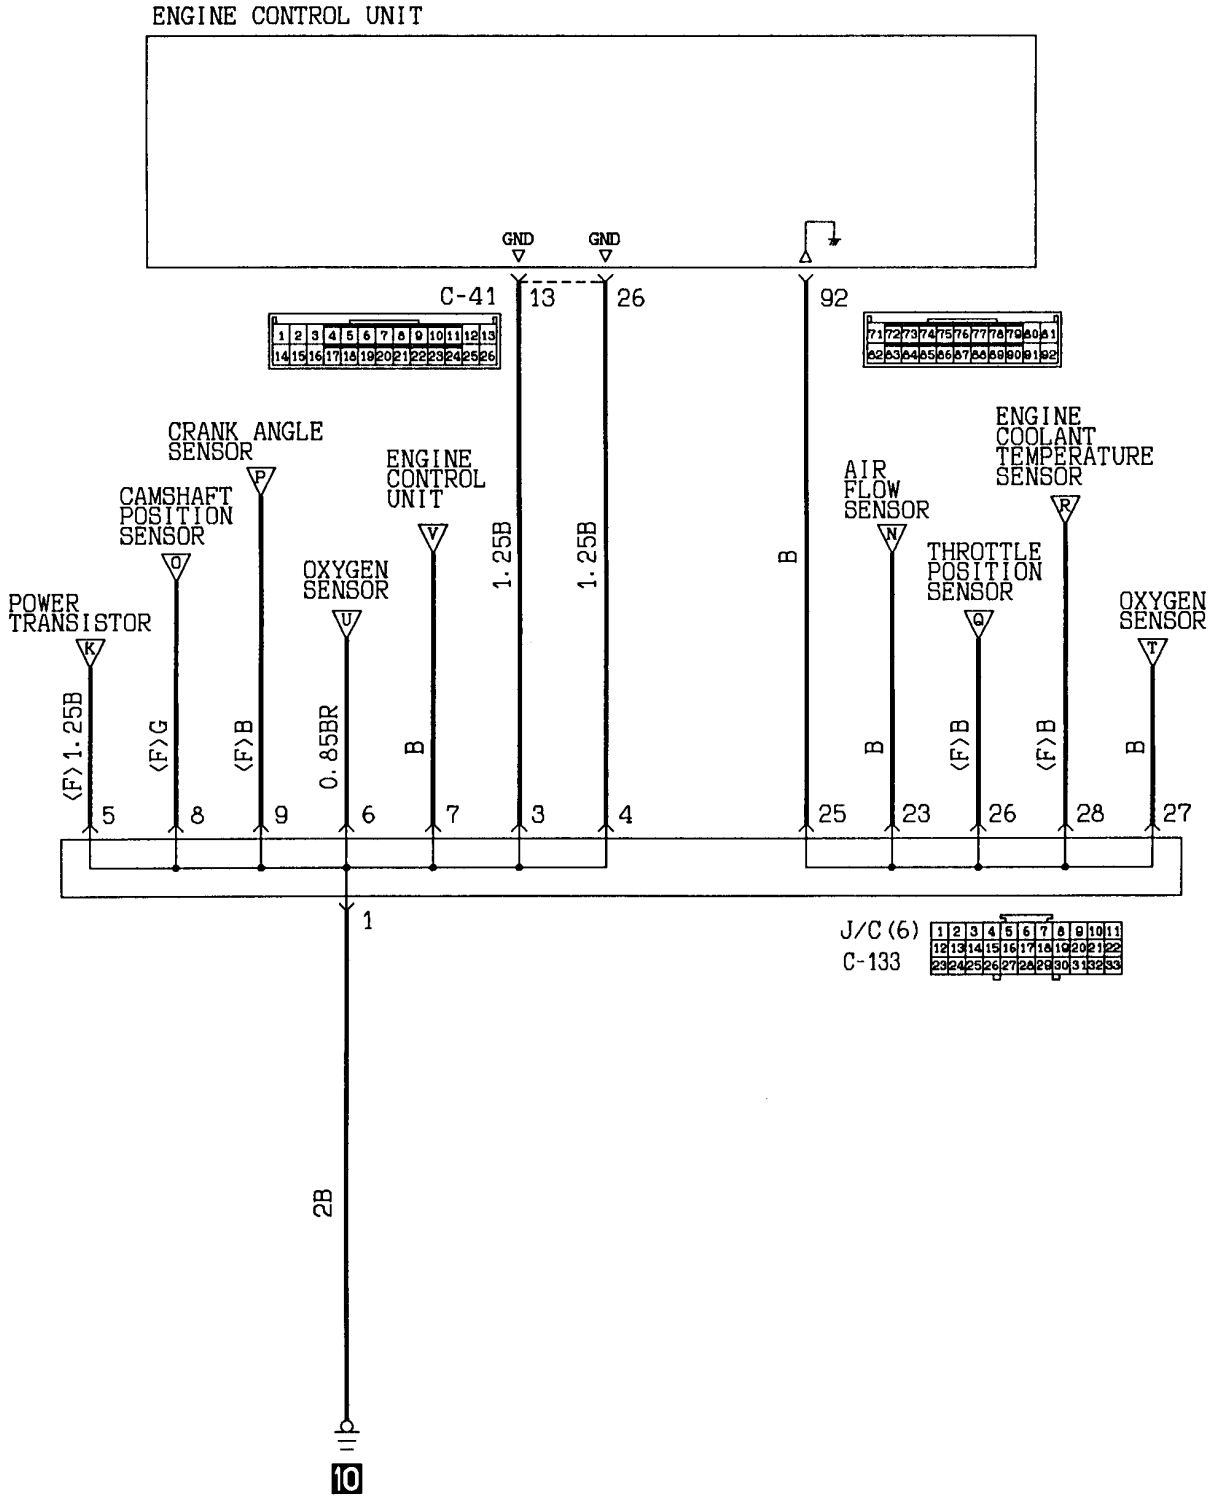 ENGINE CONTROL UNIT
GND
GND
C-41
13
26
92
1 2 3 4 5 6 7 8 9 10 11 12 13
14 15 16 17 18 19 20 21 22 23 24 25 26
71 72 73 74 75 76 77 78 79 80 81
82 83 84 85 86 87 88 89 90 91 92
CRANK ANGLE
SENSOR
P
CAMSHAFT
POSITION
SENSOR
O
ENGINE
CONTROL
UNIT
V
OXYGEN
SENSOR
U
POWER
TRANSISTOR
K
AIR
FLOW
SENSOR
N
ENGINE
COOLANT
TEMPERATURE
SENSOR
R
THROTTLE
POSITION
SENSOR
Q
OXYGEN
SENSOR
T
<F>1.25B
<F>G
<F>B
0.85BR
B
1.25B
1.25B
B
B
<F>B
<F>B
B
5
8
9
6
7
3
4
25
23
26
28
27
1
J/C(6)
C-133
1 2 3 4 5 6 7 8 9 10 11
12 13 14 15 16 17 18 19 20 21 22
23 24 25 26 27 28 29 30 31 32 33
2B
10